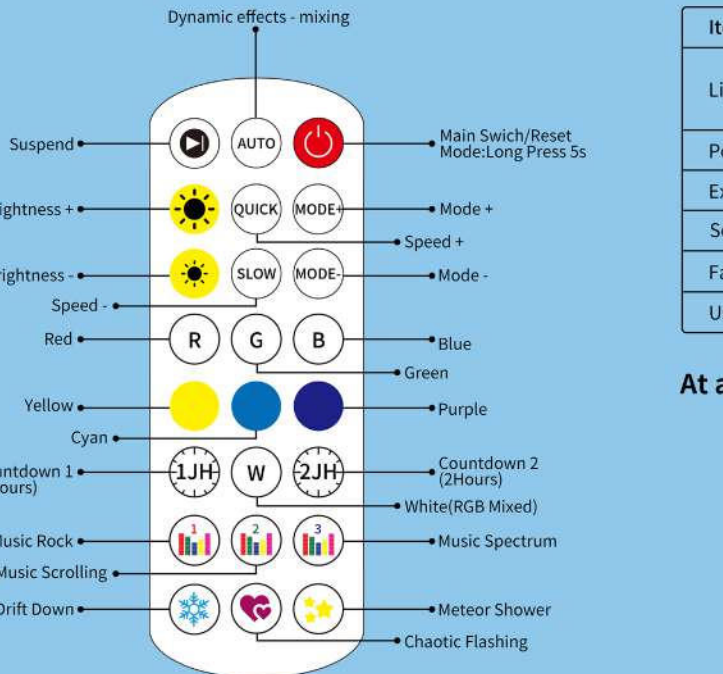 Dynamic effects - mixing
Suspend
AUTO
Main Swich/Reset
Mode:Long Press 5s
QUICK
MODE+
Mode +
Speed +
SLOW
MODE-
Mode -
Speed -
Red
R
G
B
Blue
Green
Yellow
Purple
Cyan
1JH
W
2JH
Countdown 2
(2Hours)
White(RGB Mixed)
1
2
3
Music Rock
Music Spectrum
Music Scrolling
Drift Down
Meteor Shower
Chaotic Flashing
At a